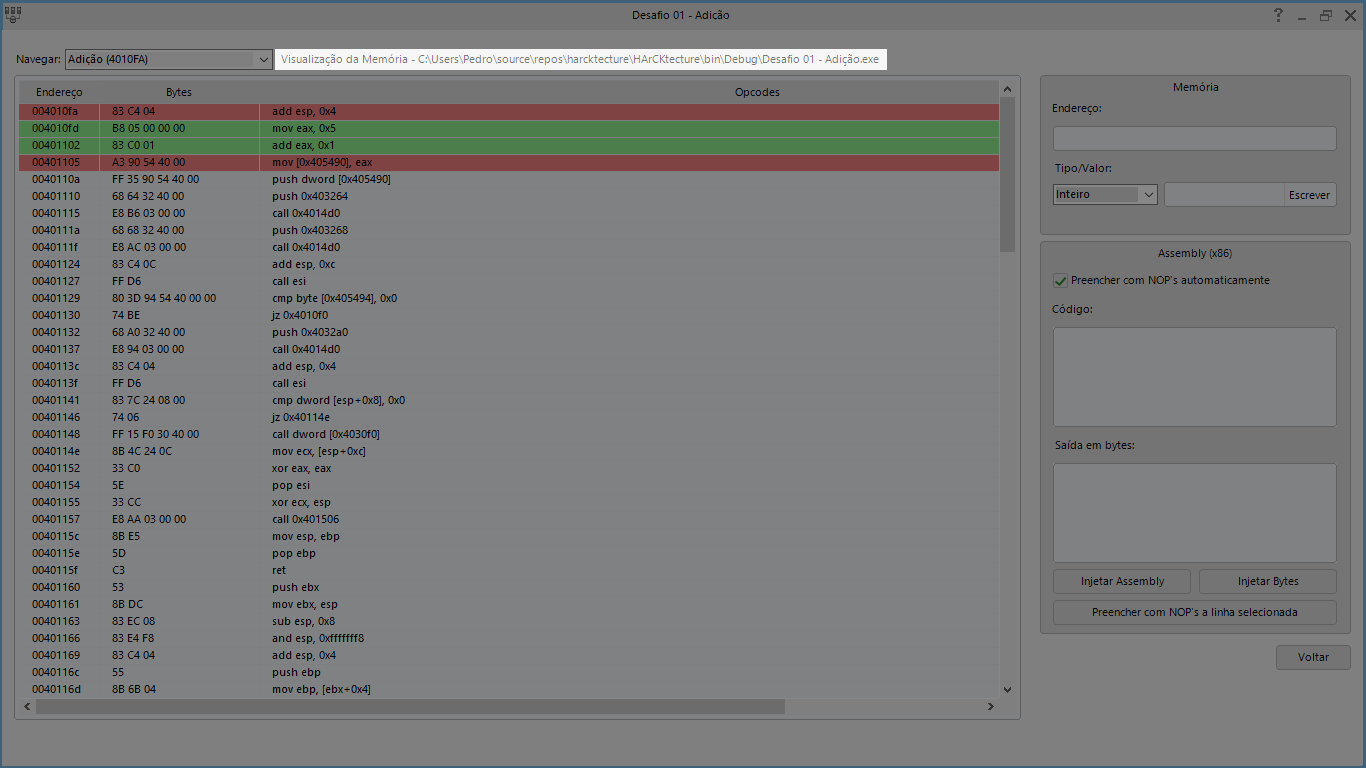 Desafio 01 - Adição
?
Navegar: Adição (4010FA) Visualização da Memória - C:\Users\Pedro\source\repos\harcktecture\HArCKtecture\bin\Debug\Desafio 01 - Adição.exe
Endereço Bytes Opcodes
004010fa 83 C4 04 add esp, 0x4
004010fd B8 05 00 00 00 mov eax, 0x5
00401102 83 C0 01 add eax, 0x1
00401105 A3 90 54 40 00 mov [0x405490], eax
0040110a FF 35 90 54 40 00 push dword [0x405490]
00401110 68 64 32 40 00 push 0x403264
00401115 E8 B6 03 00 00 call 0x4014d0
0040111a 68 68 32 40 00 push 0x403268
0040111f E8 AC 03 00 00 call 0x4014d0
00401124 83 C4 0C add esp, 0xc
00401127 FF D6 call esi
00401129 80 3D 94 54 40 00 00 cmp byte [0x405494], 0x0
00401130 74 BE jz 0x4010f0
00401132 68 A0 32 40 00 push 0x4032a0
00401137 E8 94 03 00 00 call 0x4014d0
0040113c 83 C4 04 add esp, 0x4
0040113f FF D6 call esi
00401141 83 7C 24 08 00 cmp dword [esp+0x8], 0x0
00401146 74 06 jz 0x40114e
00401148 FF 15 F0 30 40 00 call dword [0x4030f0]
0040114e 8B 4C 24 0C mov ecx, [esp+0xc]
00401152 33 C0 xor eax, eax
00401154 5E pop esi
00401155 33 CC xor ecx, esp
00401157 E8 AA 03 00 00 call 0x401506
0040115c 8B E5 mov esp, ebp
0040115e 5D pop ebp
0040115f C3 ret
00401160 53 push ebx
00401161 8B DC mov ebx, esp
00401163 83 EC 08 sub esp, 0x8
00401166 83 E4 F8 and esp, 0xfffffff8
00401169 83 C4 04 add esp, 0x4
0040116c 55 push ebp
0040116d 8B 6B 04 mov ebp, [ebx+0x4]
Memória
Endereço:
Tipo/Valor:
Inteiro Escrever
Assembly (x86)
Preencher com NOP's automaticamente
Código:
Saída em bytes:
Injetar Assembly Injetar Bytes
Preencher com NOP's a linha selecionada
Voltar